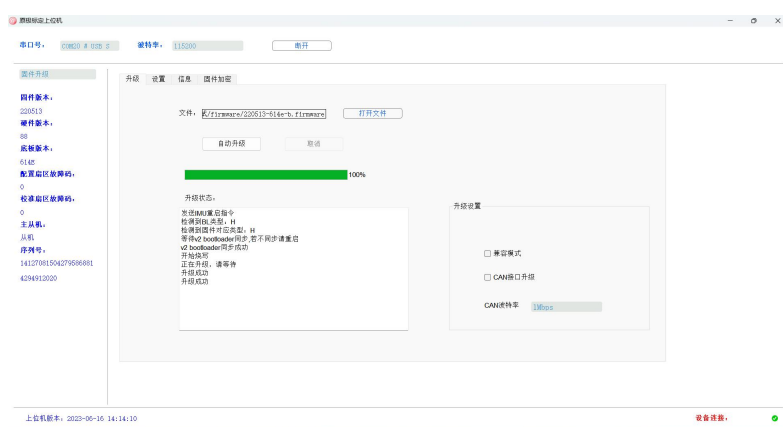 原极标定上位机
串口号: COM20 # USB S 波特率: 115200 断开
固件升级
升级 设置 信息 固件加密
固件版本:
220513
硬件版本:
88
底板版本:
614E
配置扇区故障码:
0
校准扇区故障码:
0
主从机:
从机
序列号:
14127081504279586881
4294912020
文件: /firmware/220513-614e-b.firmware 打开文件
自动升级
100%
升级状态:
发送IMU重启指令
检测到BL类型: H
检测到固件对应类型: H
等待v2 bootloader同步,若不同步请重启
v2 bootloader同步成功
开始烧写
正在升级, 请等待
升级成功
升级成功
升级设置
兼容模式
CAN接口升级
CAN波特率 1Mbps
上位机版本: 2023-06-16 14:14:10
设备连接: